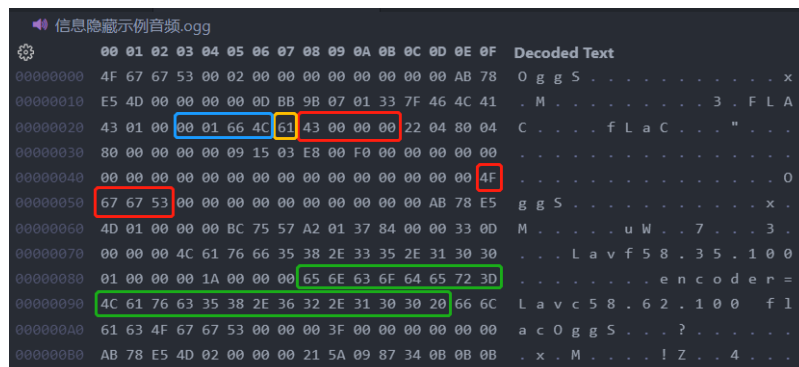 信息隐藏示例音频.ogg
00 01 02 03 04 05 06 07 08 09 0A 0B 0C 0D 0E 0F Decoded Text
00000000 4F 67 67 53 00 02 00 00 00 00 00 00 00 00 AB 78 O g g S . . . . . . . . . . . x
00000010 E5 4D 00 00 00 00 0D BB 9B 07 01 33 7F 46 4C 41 . M . . . . . . . . . 3 . F L A
00000020 43 01 00 00 01 66 4C 61 43 00 00 00 22 04 80 04 C . . . . f L a C . . . " . . .
00000030 80 00 00 00 00 09 15 03 E8 00 F0 00 00 00 00 00 . . . . . . . . . . . . . . . .
00000040 00 00 00 00 00 00 00 00 00 00 00 00 00 00 00 4F . . . . . . . . . . . . . . . O
00000050 67 67 53 00 00 00 00 00 00 00 00 00 00 AB 78 E5 g g S . . . . . . . . . . . x .
00000060 4D 01 00 00 00 BC 75 57 A2 01 37 84 00 00 33 0D M . . . . . u W . . 7 . . . 3 .
00000070 00 00 00 4C 61 76 66 35 38 2E 33 35 2E 31 30 30 . . . L a v f 5 8 . 3 5 . 1 0 0
00000080 01 00 00 00 1A 00 00 00 65 6E 63 6F 64 65 72 3D . . . . . . . . e n c o d e r =
00000090 4C 61 76 63 35 38 2E 36 32 2E 31 30 30 20 66 6C L a v c 5 8 . 6 2 . 1 0 0 f l
000000A0 61 63 4F 67 67 53 00 00 00 3F 00 00 00 00 00 00 a c O g g S . . . ? . . . . . .
000000B0 AB 78 E5 4D 02 00 00 00 21 5A 09 87 34 0B 0B 0B . x . M . . . . ! Z . . 4 . . .